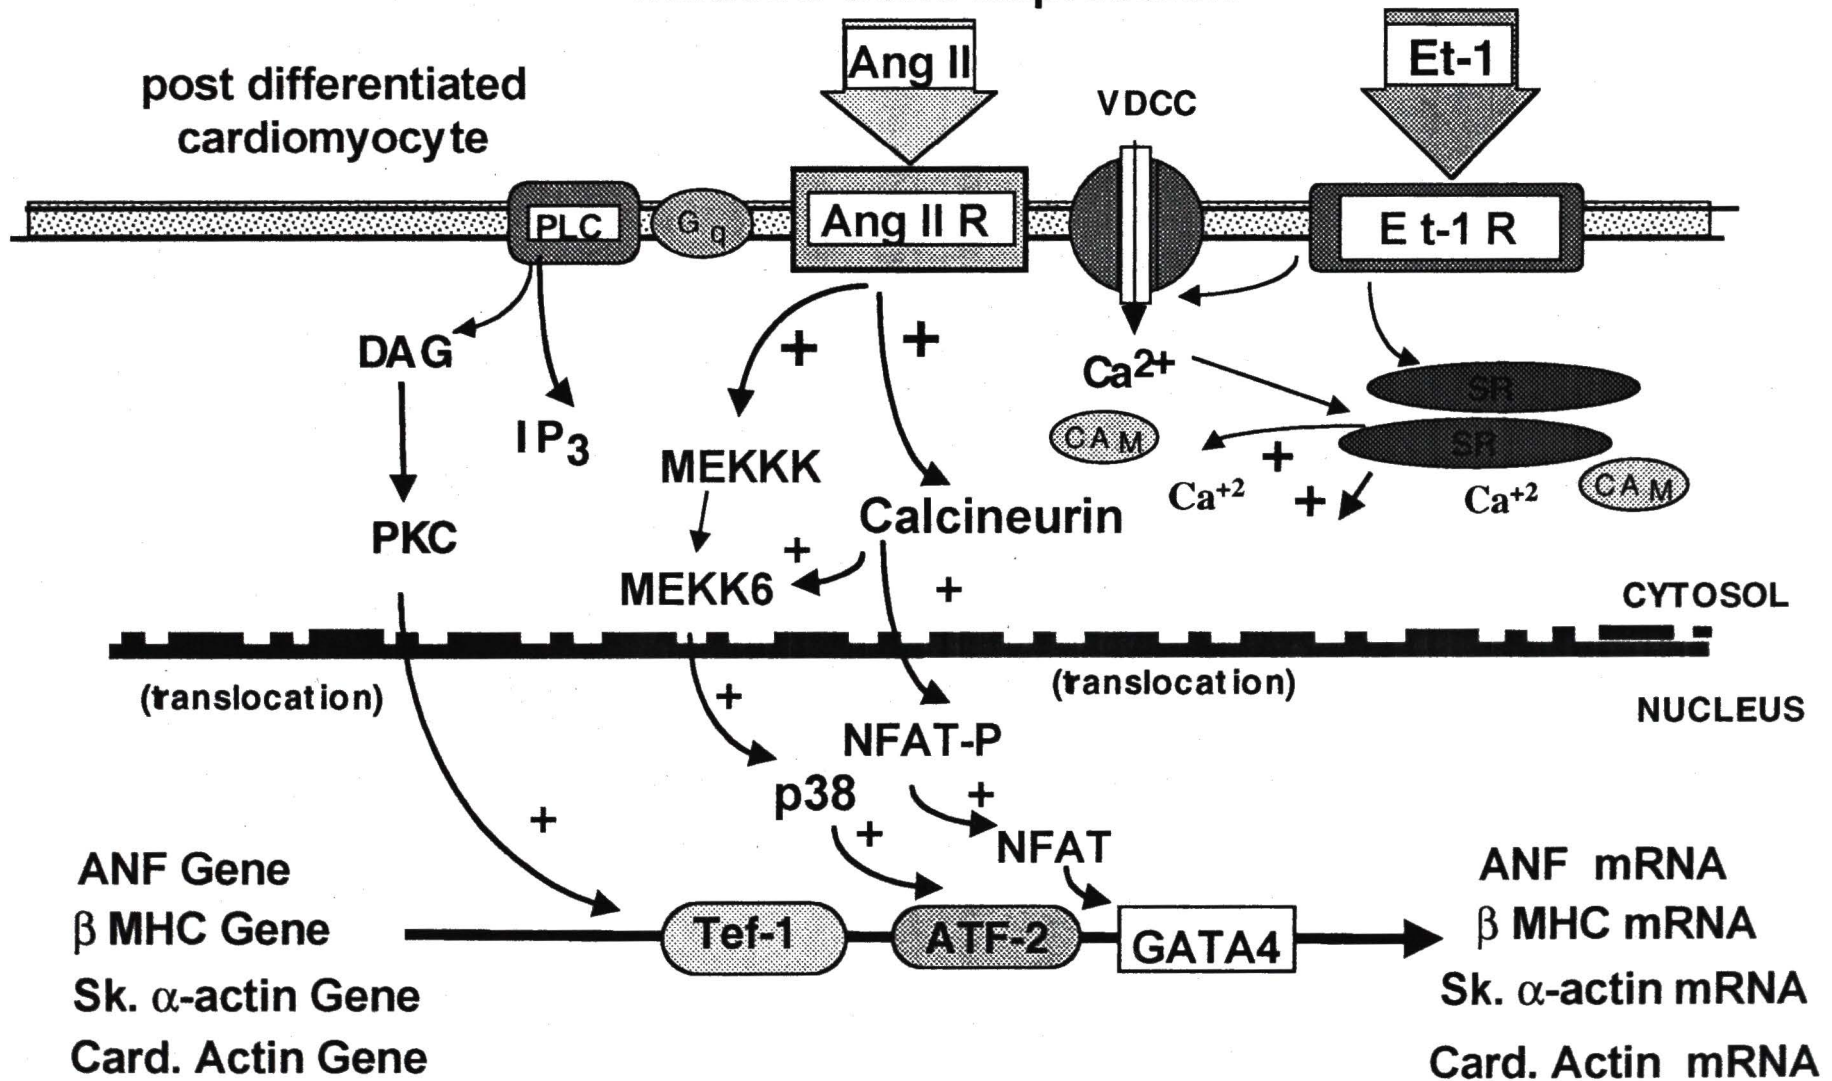 Ang II
Et-1
post differentiated
cardiomyocyte
VDCC
PLC
Gq
Ang II R
Et-1 R
DAG
IP3
+
+
Ca2+
SR
SR
CAM
+
Ca+2
+
Ca+2
CAM
MEKKK
Calcineurin
PKC
+
MEKK6
+
CYTOSOL
(translocation)
(translocation)
NUCLEUS
+
NFAT-P
p38
+
+
+
NFAT
ANF Gene
β MHC Gene
Sk. α-actin Gene
Card. Actin Gene
Tef-1
ATF-2
GATA4
ANF mRNA
β MHC mRNA
Sk. α-actin mRNA
Card. Actin mRNA